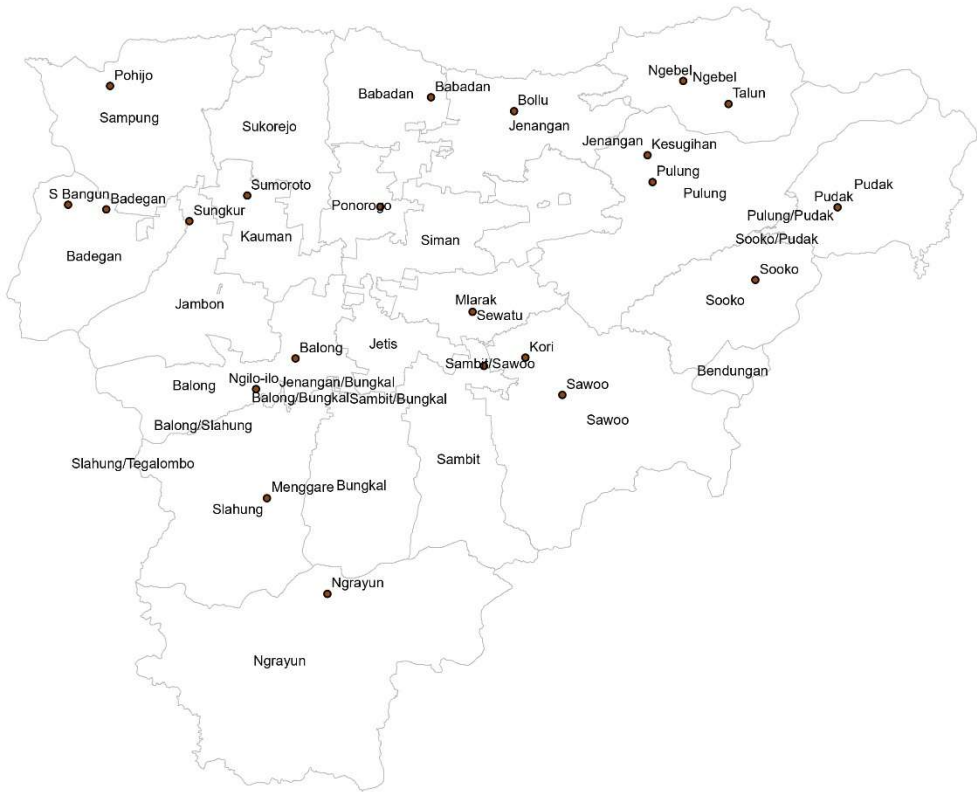 Ngebel
Ngebel
Pohijo
Babadan
Babadan
Talun
Bollu
Sampung
Sukorejo
Jenangan
Jenangan
Kesugihan
Pulung
Pulung
Pudak
S Bangun
Badegan
Sumoroto
Ponorogo
Pudak
Sungkur
Pulung/Pudak
Kauman
Siman
Sooko/Pudak
Badegan
Sooko
Jambon
Mlarak
Sewatu
Sooko
Balong
Jetis
Kori
Sambit/Sawoo
Bendungan
Balong
Ngilo-ilo
Jenangan/Bungkal
Sawoo
Balong/Bungkal
Sambit/Bungkal
Balong/Slahung
Sawoo
Slahung/Tegalombo
Sambit
Menggare
Bungkal
Slahung
Ngrayun
Ngrayun